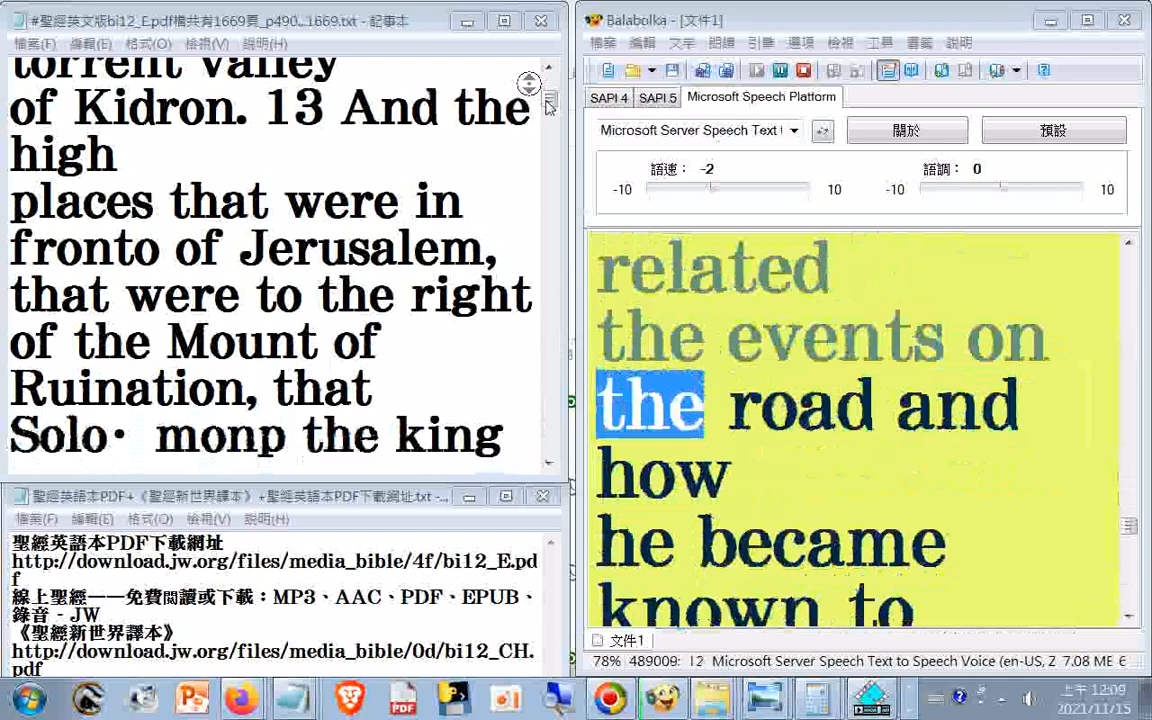 #聖經英文版bi12_E.pdf檔共有1669頁_p490...1669.txt - 記事本
檔案(F) 編輯(E) 格式(O) 檢視(V) 說明(H)
torrent valley
of Kidron. 13 And the
high
places that were in
fronto of Jerusalem,
that were to the right
of the Mount of
Ruination, that
Solo· monp the king
聖經英語本PDF+《聖經新世界譯本》+聖經英語本PDF下載網址.txt -...
檔案(F) 編輯(E) 格式(O) 檢視(V) 說明(H)
聖經英語本PDF下載網址
http://download.jw.org/files/media_bible/4f/bi12_E.pd
f
線上聖經——免費閱讀或下載：MP3、AAC、PDF、EPUB、
錄音 - JW
《聖經新世界譯本》
http://download.jw.org/files/media_bible/0d/bi12_CH.
pdf
Balabolka - [文件1]
檔案 編輯 文字 朗讀 引擎 選項 檢視 工具 書籤 說明
SAPI 4 SAPI 5 Microsoft Speech Platform
Microsoft Server Speech Text 關於 預設
語速： -2 語調： 0
-10 10 -10 10
related
the events on
the road and
how
he became
known to
文件1
78% 489009: Microsoft Server Speech Text to Speech Voice (en-US, Z 7.08 ME 6
上午 12:09
2021/11/15